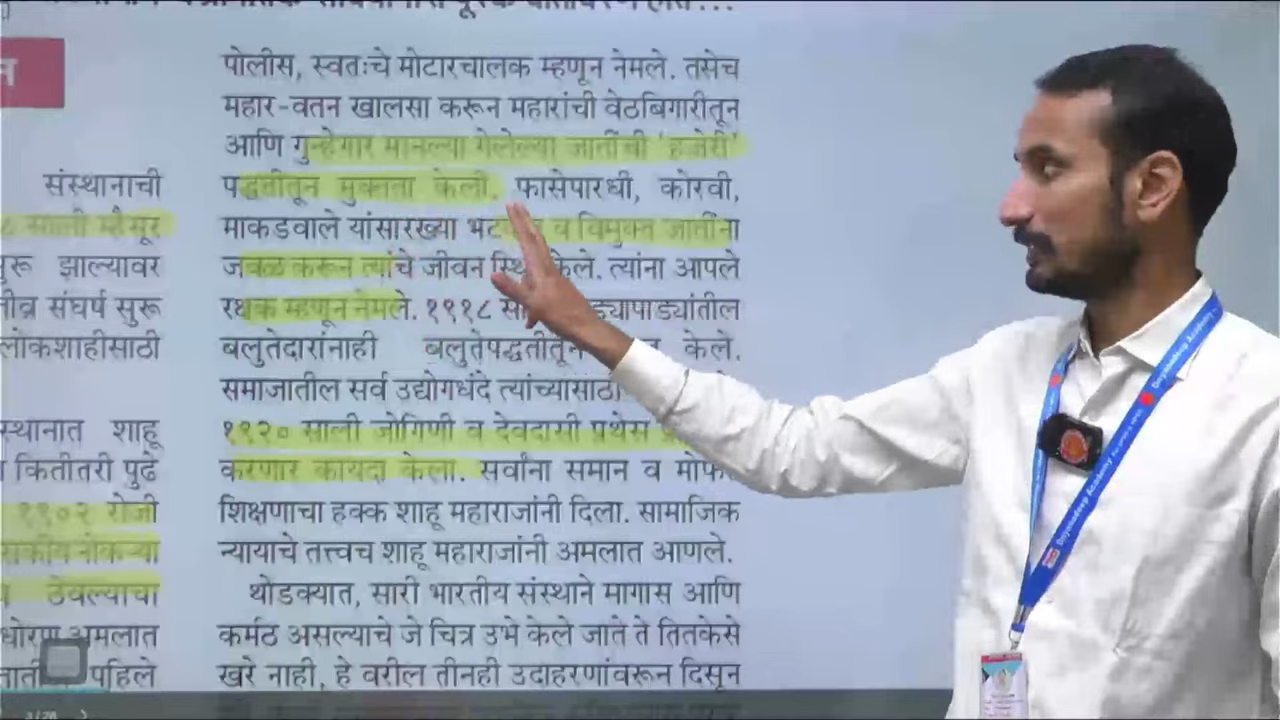 पोलीस, स्वतःचे मोटारचालक म्हणून नेमले. तसेच
महार-वतन खालसा करून महारांची वेठबिगारीतून
आणि गुन्हेगार मानल्या गेलेल्या जातींची 'हजेरी'
पद्धतीतून मुक्तता केली. फासेपारधी, कोरवी,
माकडवाले यांसारख्या व विमुक्त जातींना
जवळ करून त्यांचे जीवन केले. त्यांना आपले
रक्षक म्हणून नेमले. १९१८
बलुतेदारांनाही बलुतेपद्धतीतून केले.
समाजातील सर्व उद्योगधंदे त्यांच्यासाठी
१९२० साली जोगिणी व देवदासी प्रथेस
करणार कायदा केला. सर्वांना समान व
शिक्षणाचा हक्क शाहू महाराजांनी दिला. सामाजिक
न्यायाचे तत्त्वच शाहू महाराजांनी अमलात आणले.
थोडक्यात, सारी भारतीय संस्थाने मागास आणि
कर्मठ असल्याचे जे चित्र उभे केले जाते ते तितकेसे
खरे नाही, हे वरील तीनही उदाहरणांवरून दिसून
संस्थानाची
साली म्हैसूर
झाल्यावर
तीव्र संघर्ष सुरू
लोकशाहीसाठी
शाहू
कितीतरी पुढे
१९०२ रोजी
ठेवल्याचा
अमलात
पहिले
Dnyanadeep Academy